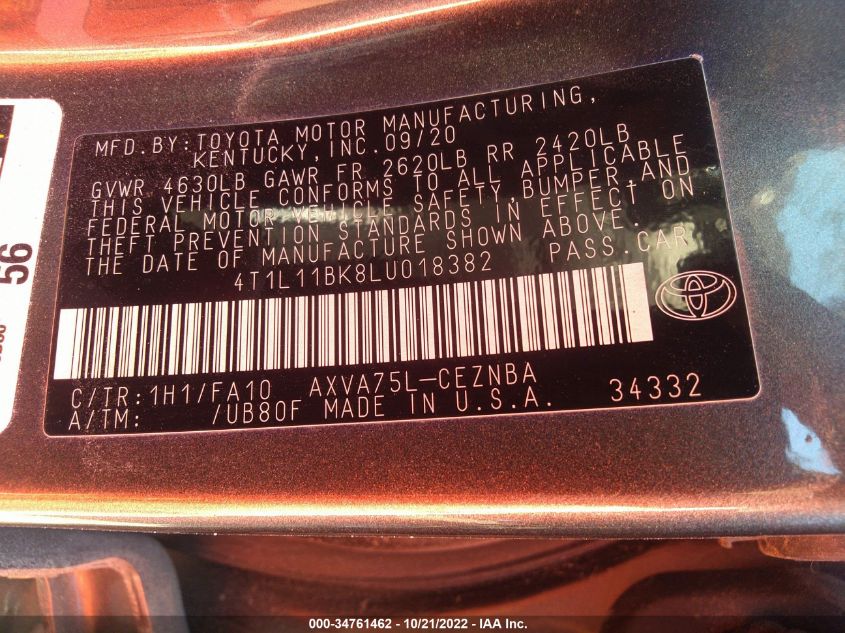 MFD.BY:TOYOTA MOTOR MANUFACTURING,
KENTUCKY,INC.09/20
GVWR 4630LB GAWR FR 2620LB RR 2420LB
THIS VEHICLE CONFORMS TO ALL APPLICABLE
FEDERAL MOTOR VEHICLE SAFETY,BUMPER,AND
THEFT PREVENTION STANDARDS IN EFFECT ON
THE DATE OF MANUFACTURE SHOWN ABOVE.
4T1L11BK8LU018382 PASS.CAR
C/TR:1H1/FA10 AXVA75L-CEZNBA
A/TM: /UB80F MADE IN U.S.A. 34332
56
000-34761462 - 10/21/2022 - IAA Inc.